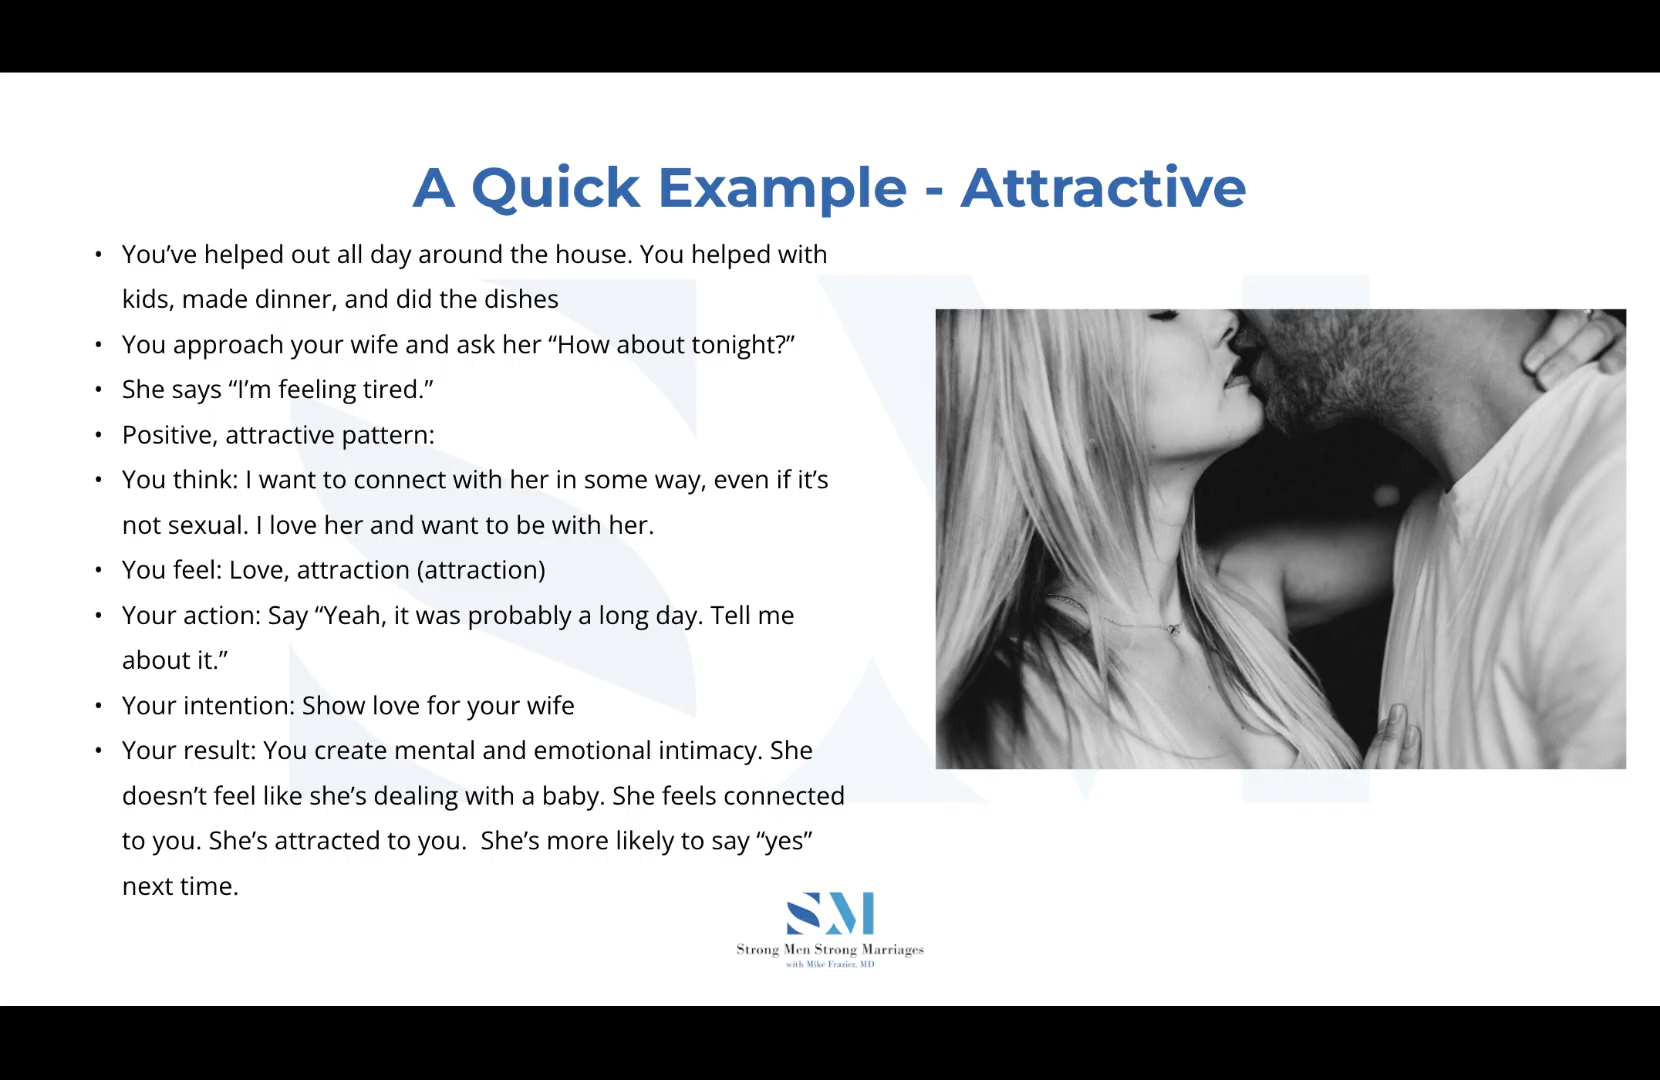 A Quick Example - Attractive
• You’ve helped out all day around the house. You helped with
kids, made dinner, and did the dishes
• You approach your wife and ask her “How about tonight?”
• She says “I’m feeling tired.”
• Positive, attractive pattern:
• You think: I want to connect with her in some way, even if it’s
not sexual. I love her and want to be with her.
• You feel: Love, attraction (attraction)
• Your action: Say “Yeah, it was probably a long day. Tell me
about it.”
• Your intention: Show love for your wife
• Your result: You create mental and emotional intimacy. She
doesn’t feel like she’s dealing with a baby. She feels connected
to you. She’s attracted to you.  She’s more likely to say “yes”
next time.
SM
Strong Men Strong Marriages
with Mike Frazier, MD